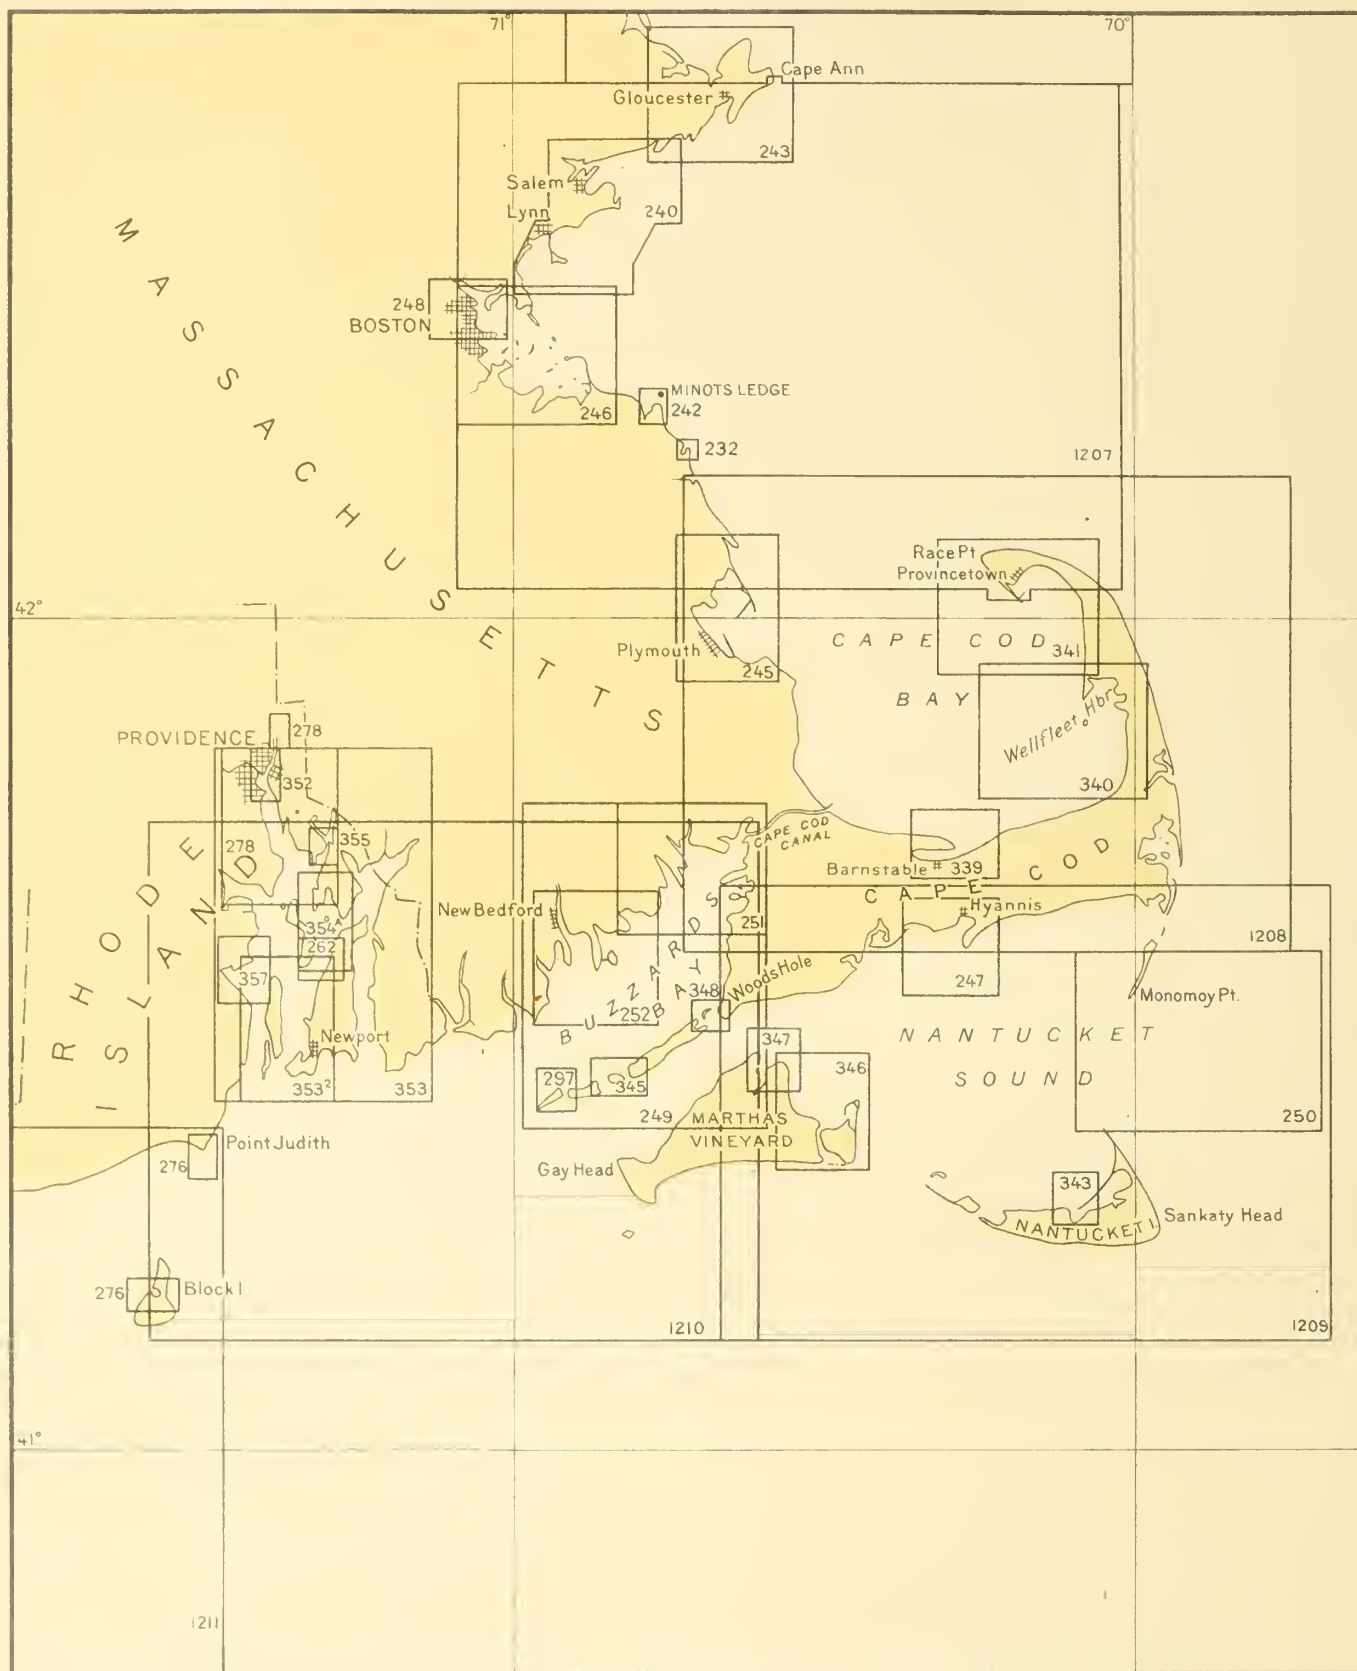 71°
70°
Cape Ann
Gloucester
243
Salem
240
Lynn
248
BOSTON
MINOTS LEDGE
246
242
232
1207
MASSACHUSETTS
Race Pt
Provincetown
42°
CAPE COD
341
Plymouth
245
BAY
Wellfleet Hbr
278
PROVIDENCE
352
340
355
278
CAPE COD
CANAL
Barnstable 339
CAPE COD
Hyannis
New Bedford
251
354 A
262
1208
RHODE
ISLAND
357
348
Woods Hole
247
Monomoy Pt.
252
BUZZARDS
BAY
NANTUCKET
SOUND
Newport
347
346
297
345
353²
353
249
MARTHAS
VINEYARD
250
Point Judith
276
Gay Head
343
Sankaty Head
NANTUCKET I.
276
Block I
1210
1209
41°
1211